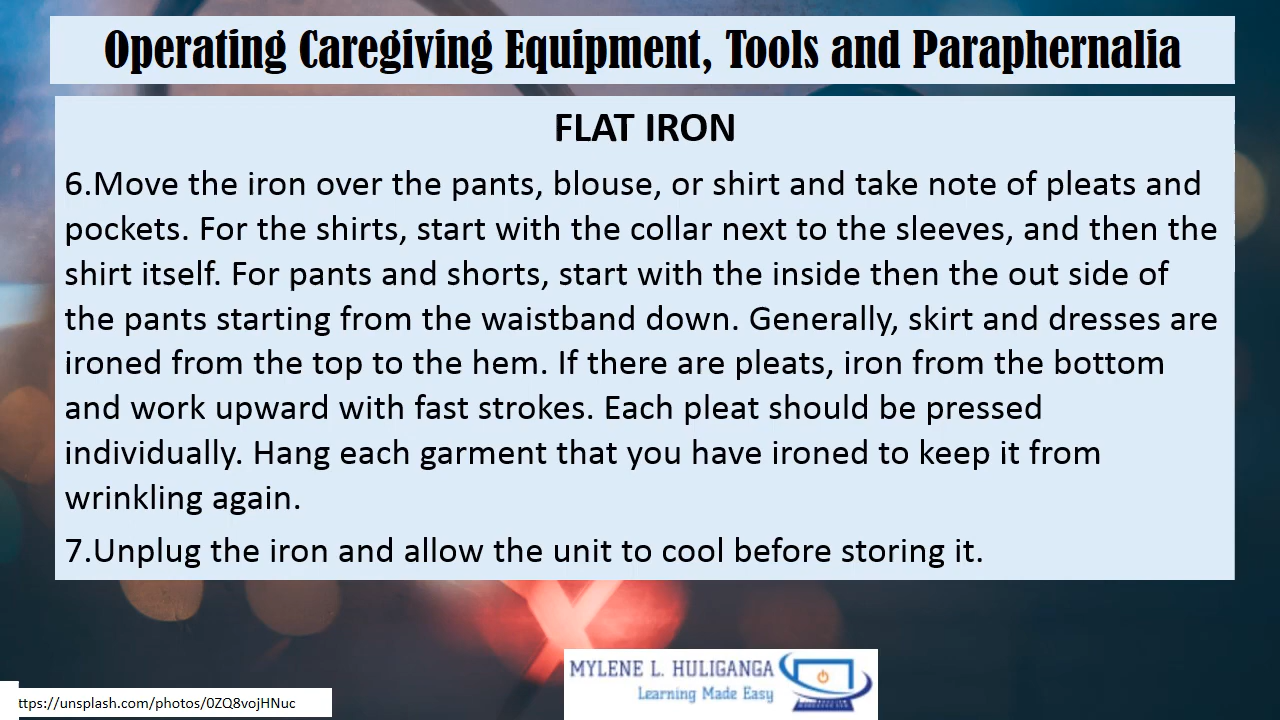 Operating Caregiving Equipment, Tools and Paraphernalia
FLAT IRON
6.Move the iron over the pants, blouse, or shirt and take note of pleats and
pockets. For the shirts, start with the collar next to the sleeves, and then the
shirt itself. For pants and shorts, start with the inside then the out side of
the pants starting from the waistband down. Generally, skirt and dresses are
ironed from the top to the hem. If there are pleats, iron from the bottom
and work upward with fast strokes. Each pleat should be pressed
individually. Hang each garment that you have ironed to keep it from
wrinkling again.
7.Unplug the iron and allow the unit to cool before storing it.
MYLENE L. HULIGANGA
Learning Made Easy